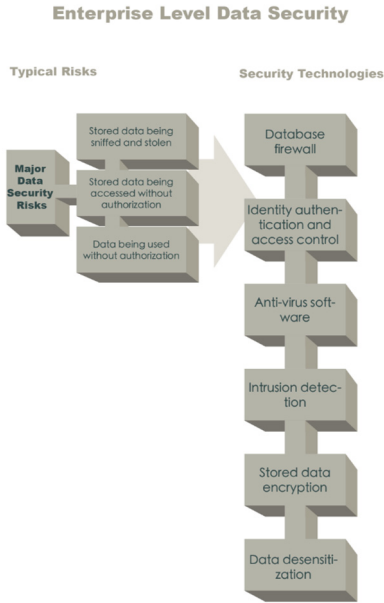 Enterprise Level Data Security
Typical Risks
Security Technologies
Major
Data
Security
Risks
Stored data being
sniffed and stolen
Stored data being
accessed without
authorization
Data being used
without authorization
Database
firewall
Identity authen-
tication and
access control
Anti-virus soft-
ware
Intrusion detec-
tion
Stored data
encryption
Data desensiti-
zation